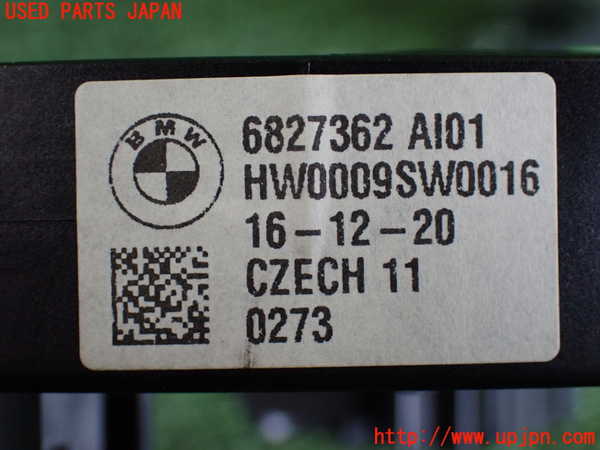 USED PARTS JAPAN
BMW
6827362 AI01
HW0009SW0016
16-12-20
CZECH 11
0273
http://www.upjpn.com/